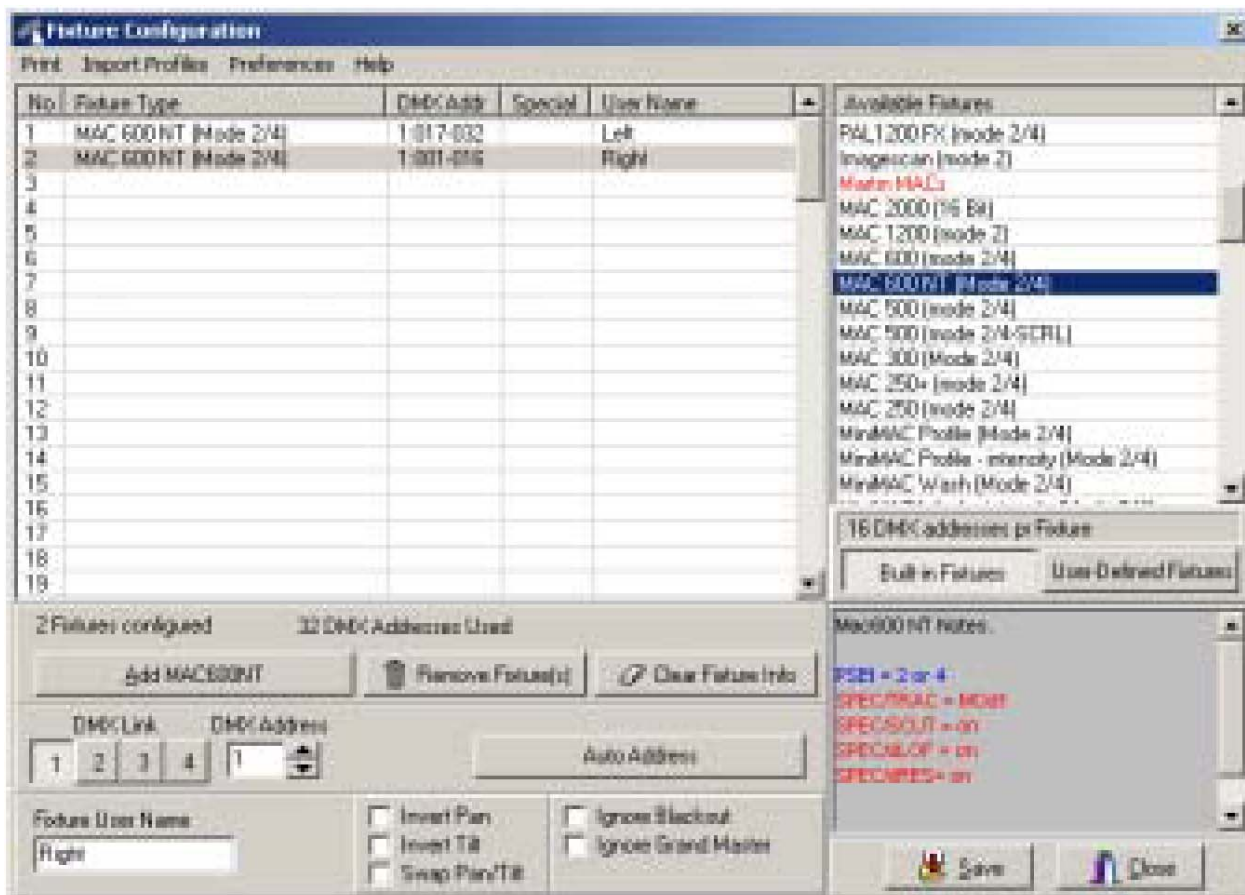 Fixture Configuration
Print Import Profiles Preferences Help
No Fixture Type DMX Addr Special User Name
1 MAC 600 NT (Mode 2/4) 1:017-032 Left
2 MAC 600 NT (Mode 2/4) 1:001-016 Right
3
4
5
6
7
8
9
10
11
12
13
14
15
16
17
18
19
Available Fixtures
PAL1200 FX (mode 2/4)
Imagescan (mode 2)
Martin MACs
MAC 2000 (16 Bit)
MAC 1200 (mode 2)
MAC 600 (mode 2/4)
MAC 600 NT (Mode 2/4)
MAC 500 (mode 2/4)
MAC 500 (mode 2/4-SCRL)
MAC 300 (Mode 2/4)
MAC 250+ (mode 2/4)
MAC 250 (mode 2/4)
MiniMAC Profile (Mode 2/4)
MiniMAC Profile - intensity (Mode 2/4)
MiniMAC Wash (Mode 2/4)
16 DMX addresses pr Fixture
Built-in Fixtures User-Defined Fixtures
2 Fixtures configured 32 DMX Addresses Used
Add MAC600NT Remove Fixture(s) Clear Fixture Info
DMX Link DMX Address
1 2 3 4 1 Auto Address
Fixture User Name
Right
Invert Pan
Invert Tilt
Swap Pan/Tilt
Ignore Blackout
Ignore Grand Master
Mac600 NT Notes.
= 2 or 4
SPEC/SCUT = on
= on
= on
Save Close